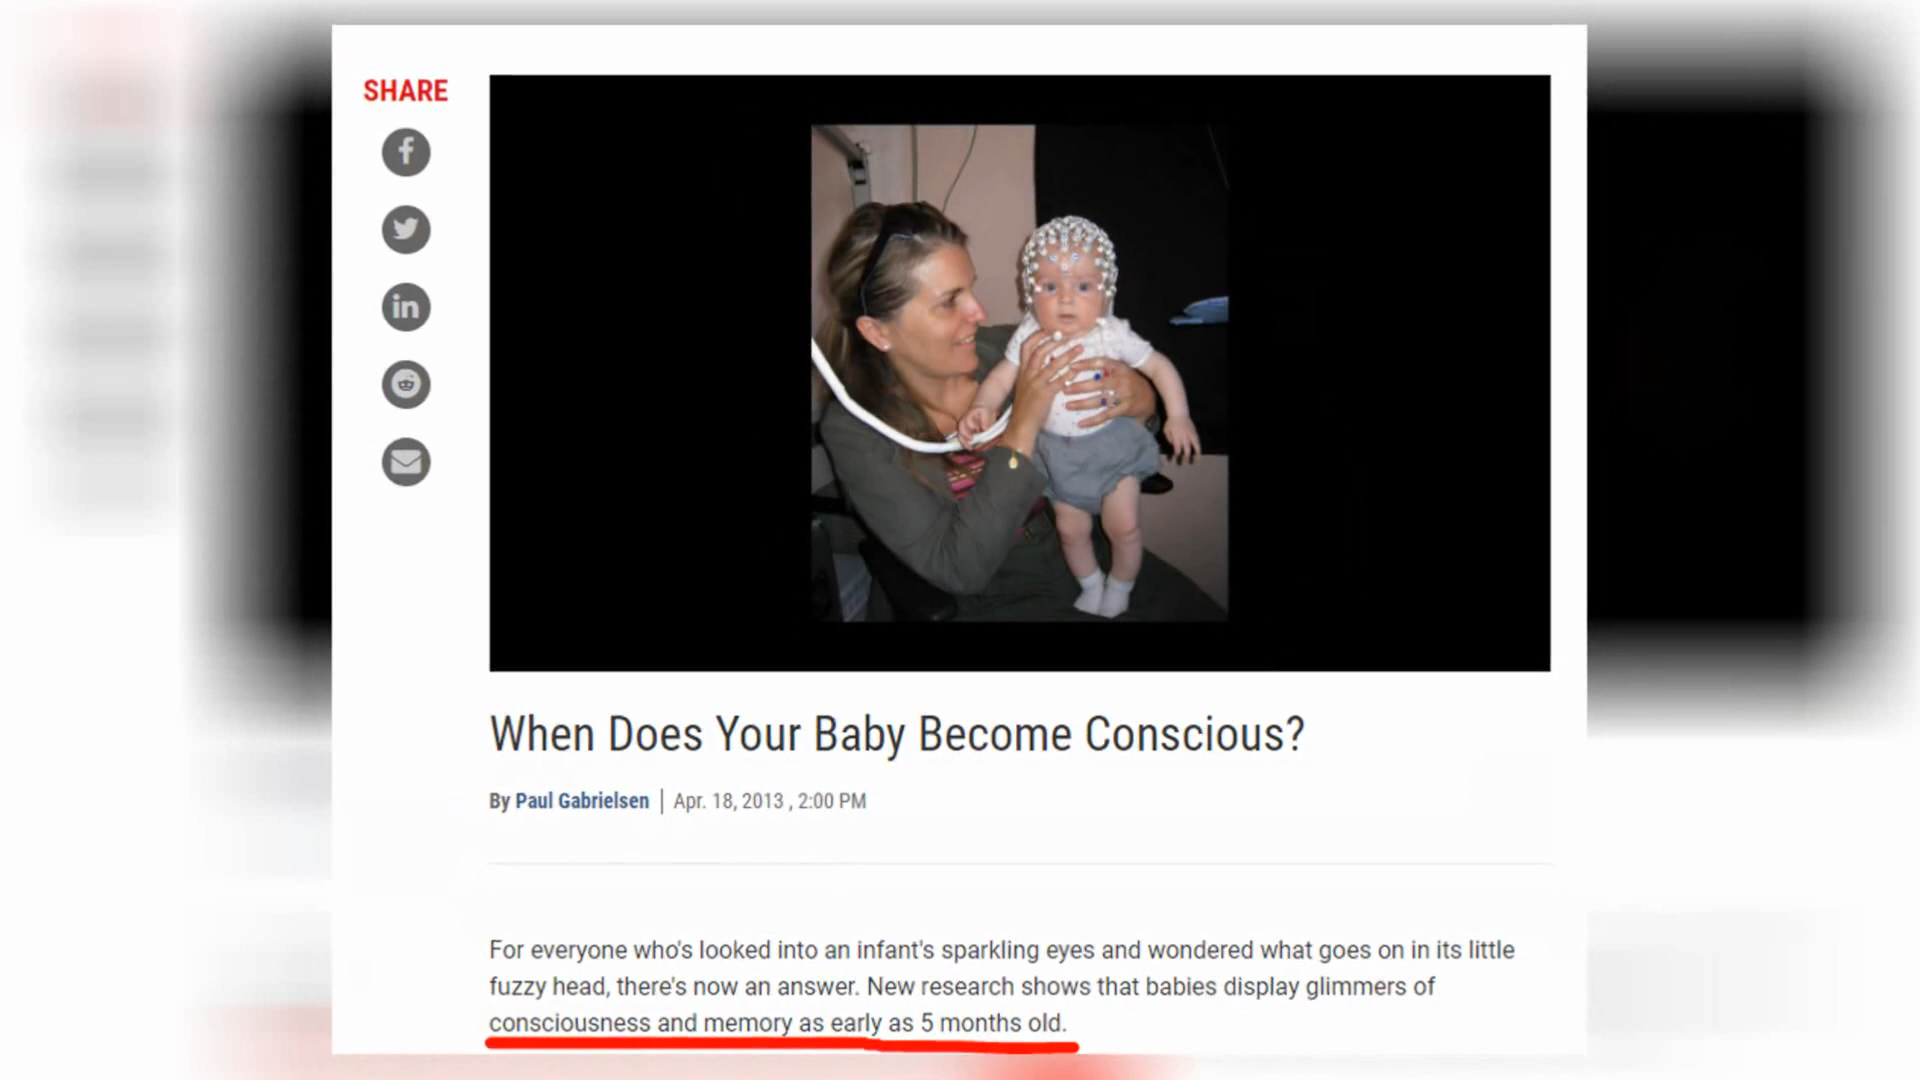 SHARE
When Does Your Baby Become Conscious?
By Paul Gabrielsen | Apr. 18, 2013 , 2:00 PM
For everyone who's looked into an infant's sparkling eyes and wondered what goes on in its little
fuzzy head, there's now an answer. New research shows that babies display glimmers of
consciousness and memory as early as 5 months old.